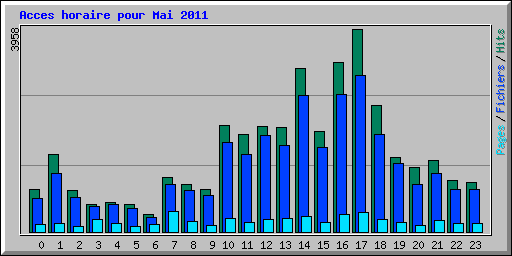 Acces horaire pour Mai 2011
3958
Pages/Fichiers/Hits
0 1 2 3 4 5 6 7 8 9 10 11 12 13 14 15 16 17 18 19 20 21 22 23